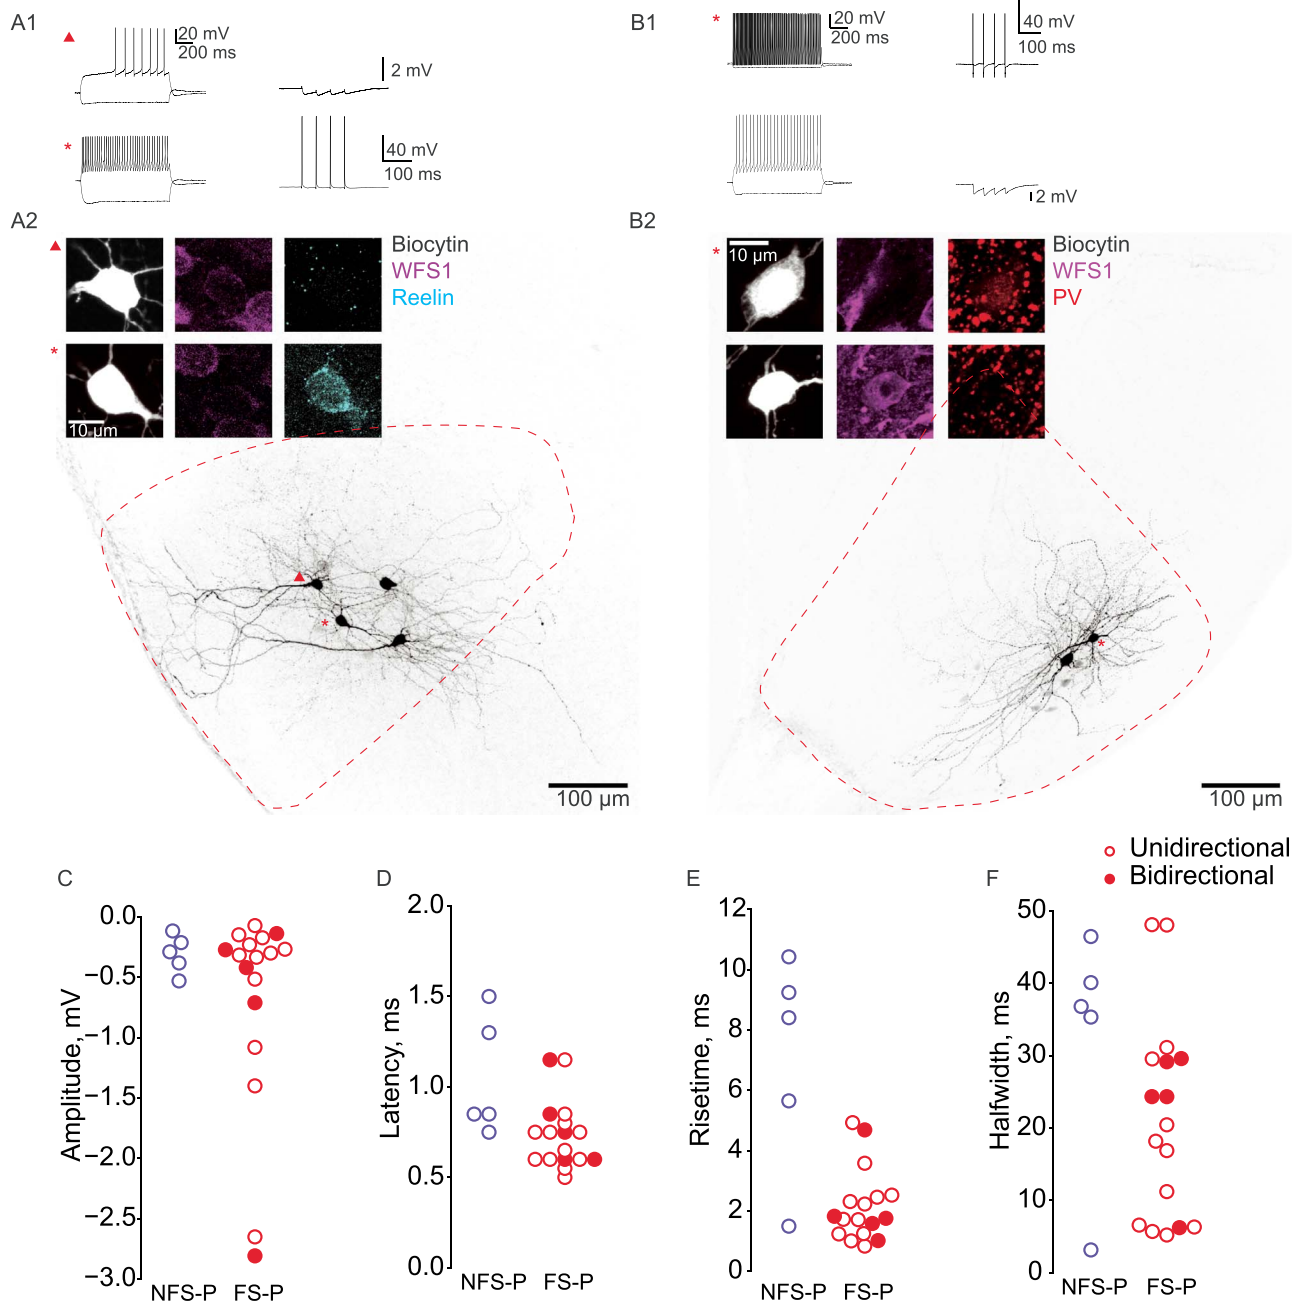 A1
20 mV
200 ms
2 mV
*
40 mV
100 ms
B1
*
20 mV
200 ms
40 mV
100 ms
2 mV
A2
Biocytin
WFS1
Reelin
*
10 µm
*
100 µm
B2
*
10 µm
Biocytin
WFS1
PV
*
100 µm
Unidirectional
Bidirectional
C
Amplitude, mV
0.0
−0.5
−1.0
−1.5
−2.0
−2.5
−3.0
NFS-P
FS-P
D
Latency, ms
2.0
1.5
1.0
0.5
0.0
NFS-P
FS-P
E
Risetime, ms
12
10
8
6
4
2
0
NFS-P
FS-P
F
Halfwidth, ms
50
40
30
20
10
0
NFS-P
FS-P